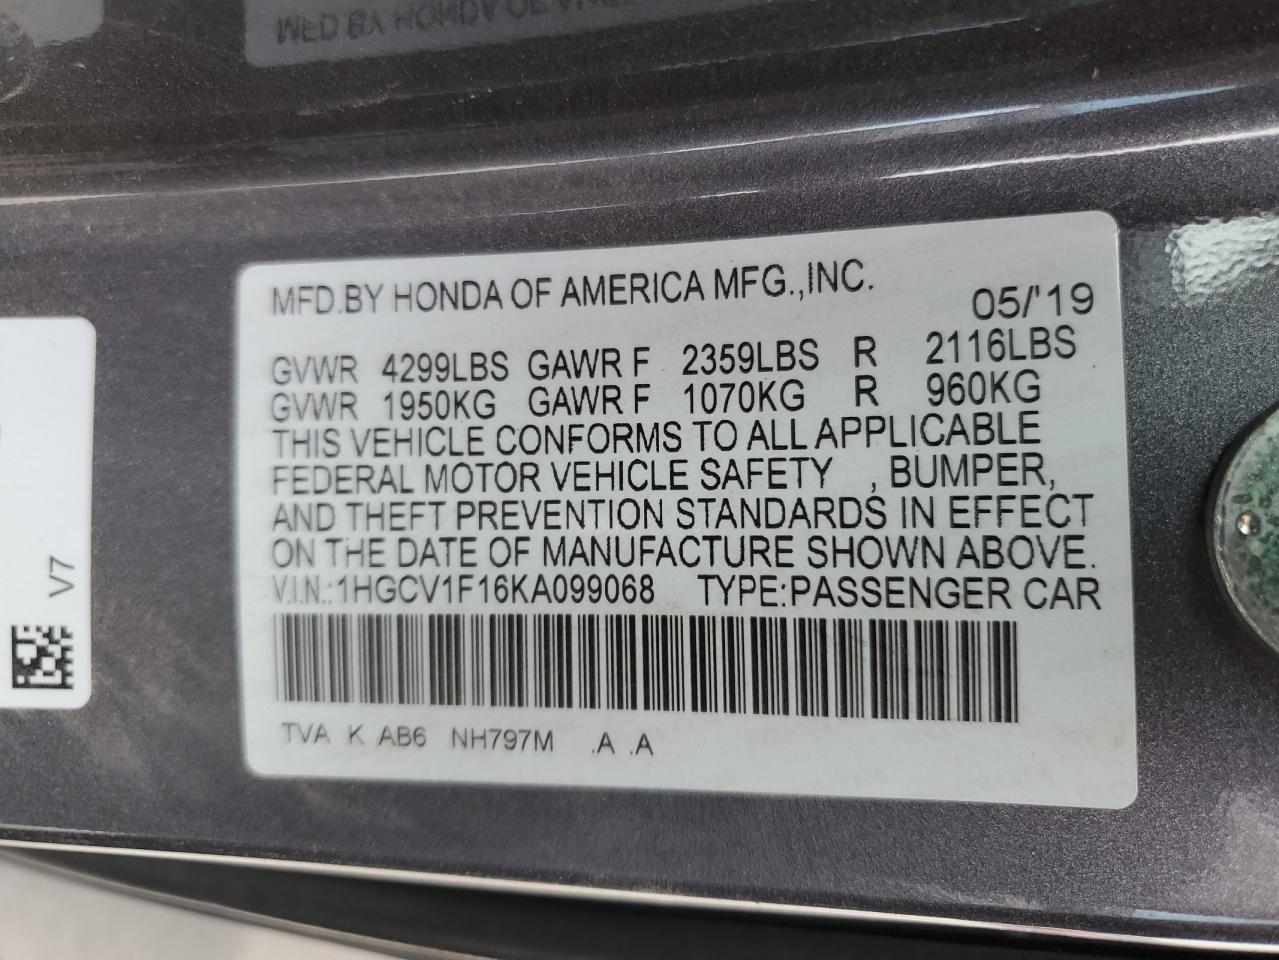 MFD.BY HONDA OF AMERICA MFG.,INC.
05/'19
GVWR 4299LBS GAWR F 2359LBS R 2116LBS
GVWR 1950KG GAWR F 1070KG R 960KG
THIS VEHICLE CONFORMS TO ALL APPLICABLE
FEDERAL MOTOR VEHICLE SAFETY , BUMPER,
AND THEFT PREVENTION STANDARDS IN EFFECT
ON THE DATE OF MANUFACTURE SHOWN ABOVE.
V.I.N.:1HGCV1F16KA099068 TYPE:PASSENGER CAR
TVA K AB6 NH797M .A .A
V7